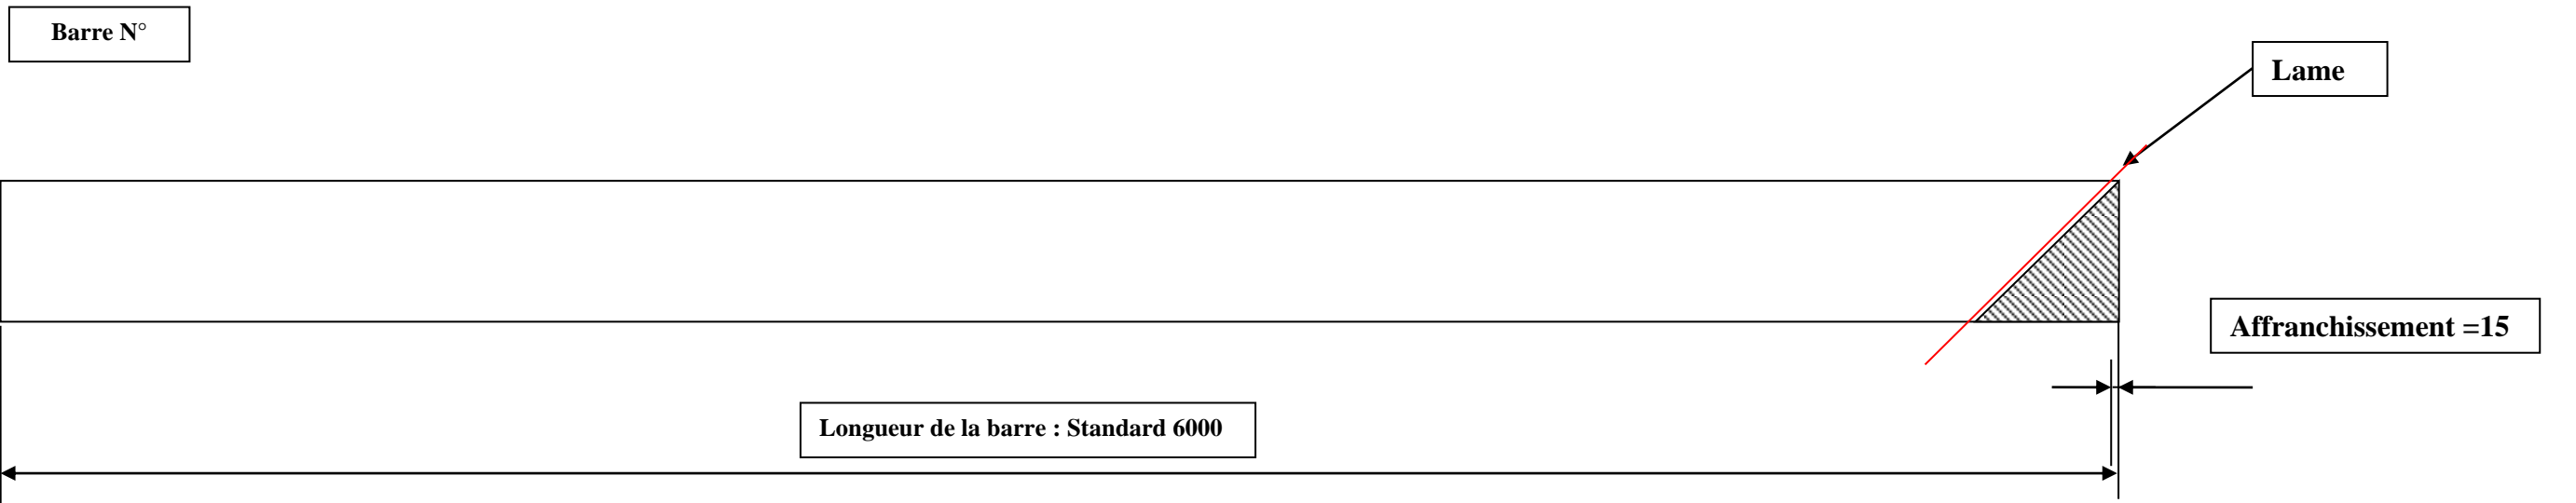 Barre N°
Lame
Affranchissement =15
Longueur de la barre : Standard 6000